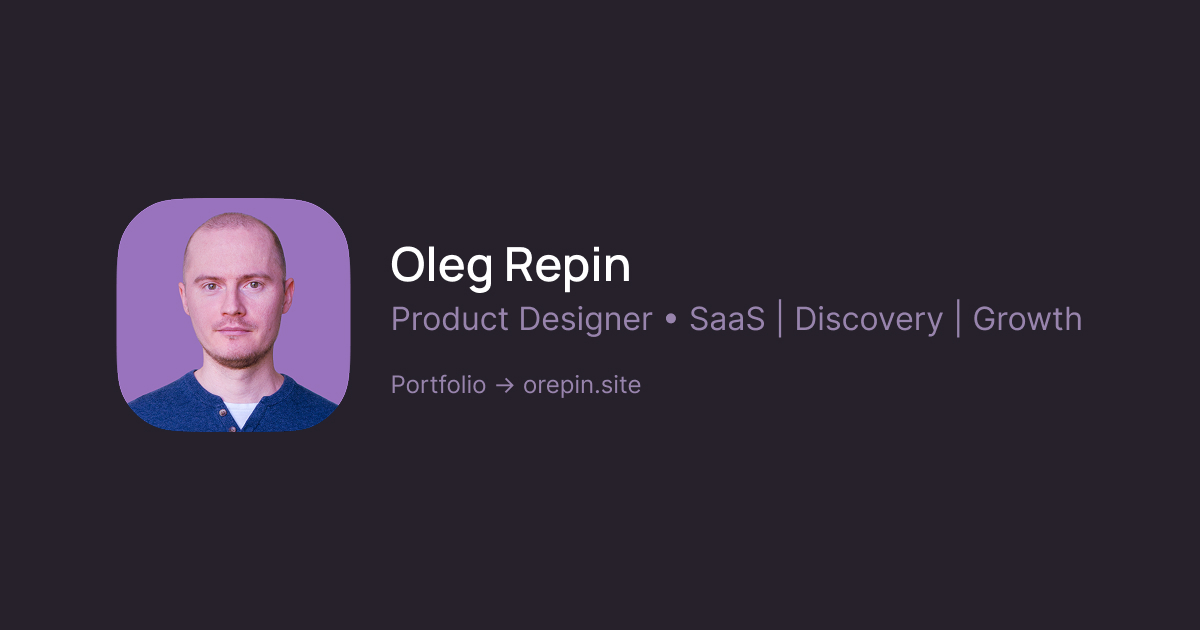 Oleg Repin
Product Designer • SaaS | Discovery | Growth
Portfolio → orepin.site